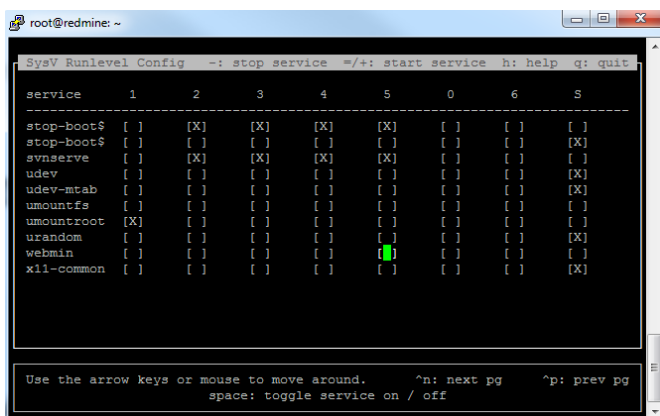 root@redmine: ~
SysV Runlevel Config   -: stop service  =/+: start service  h: help  q: quit
service      1       2       3       4       5       0       6       S
----------------------------------------------------------------------------
stop-boot$  [ ]     [X]     [X]     [X]     [X]     [ ]     [ ]     [ ]
stop-boot$  [ ]     [ ]     [ ]     [ ]     [ ]     [ ]     [ ]     [X]
svnserve    [ ]     [X]     [X]     [X]     [X]     [ ]     [ ]     [ ]
udev        [ ]     [ ]     [ ]     [ ]     [ ]     [ ]     [ ]     [X]
udev-mtab   [ ]     [ ]     [ ]     [ ]     [ ]     [ ]     [ ]     [X]
umountfs    [ ]     [ ]     [ ]     [ ]     [ ]     [ ]     [ ]     [ ]
umountroot  [X]     [ ]     [ ]     [ ]     [ ]     [ ]     [ ]     [ ]
urandom     [ ]     [ ]     [ ]     [ ]     [ ]     [ ]     [ ]     [X]
webmin      [ ]     [ ]     [ ]     [ ]     [ ]     [ ]     [ ]     [ ]
x11-common  [ ]     [ ]     [ ]     [ ]     [ ]     [ ]     [ ]     [X]
Use the arrow keys or mouse to move around.      ^n: next pg     ^p: prev pg
space: toggle service on / off